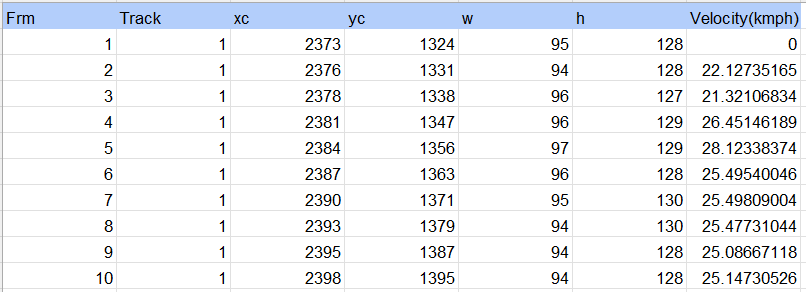 Frm Track xc yc w h Velocity(kmph)
1 1 2373 1324 95 128 0
2 1 2376 1331 94 128 22.12735165
3 1 2378 1338 96 127 21.32106834
4 1 2381 1347 96 129 26.45146189
5 1 2384 1356 97 129 28.12338374
6 1 2387 1363 96 128 25.49540046
7 1 2390 1371 95 130 25.49809004
8 1 2393 1379 94 130 25.47731044
9 1 2395 1387 94 128 25.08667118
10 1 2398 1395 94 128 25.14730526